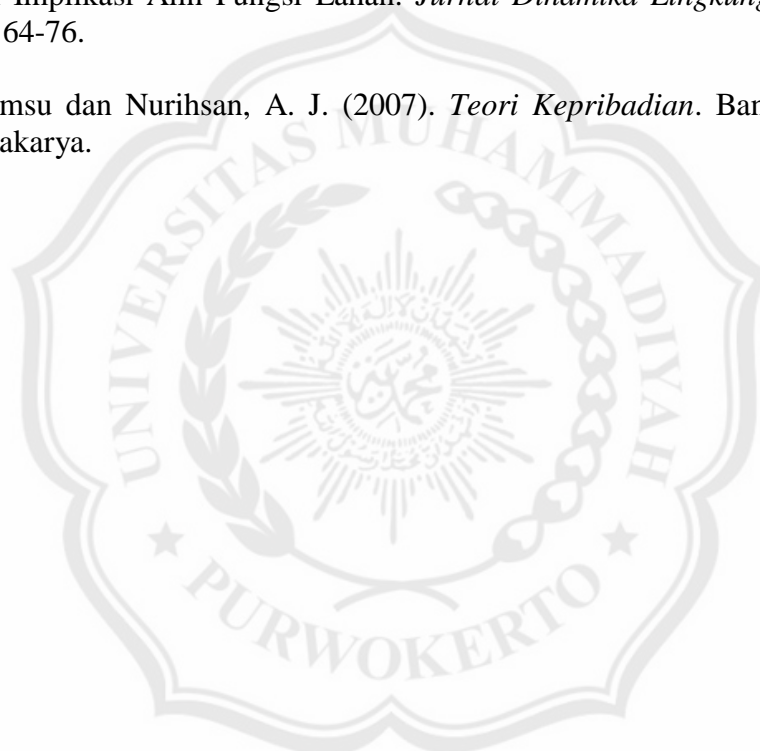 Implikasi Alih Fungsi Lahan. Jurnal Dinamika Lingkung
64-76.
msu dan Nurihsan, A. J. (2007). Teori Kepribadian. Ban
akarya.
UNIVERSITAS MUHAMMADIYAH
PURWOKERTO